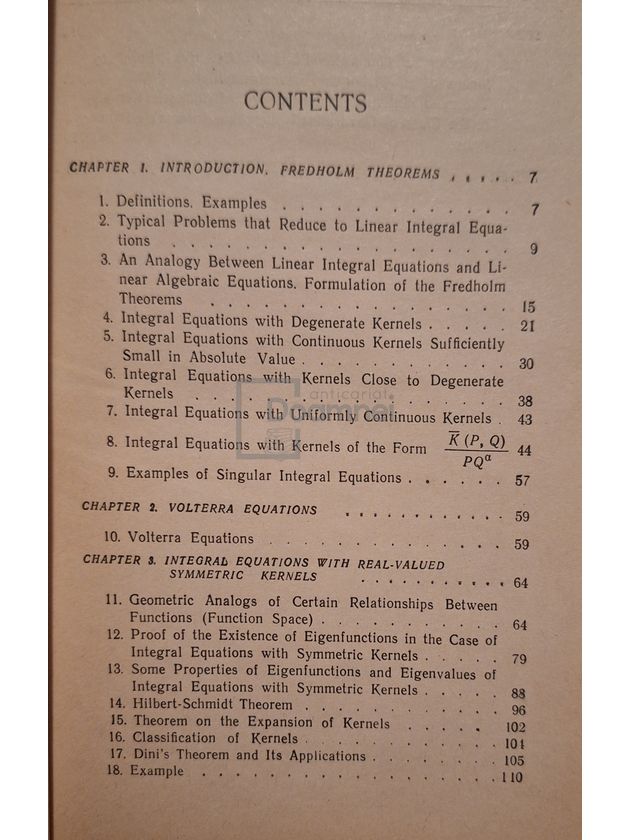 CONTENTS
CHAPTER 1. INTRODUCTION. FREDHOLM THEOREMS . . . . . 7
1. Definitions. Examples . . . . . . . . . . . . . 7
2. Typical Problems that Reduce to Linear Integral Equa-
tions . . . . . . . . . . . . . . . . . 9
3. An Analogy Between Linear Integral Equations and Li-
near Algebraic Equations. Formulation of the Fredholm
Theorems . . . . . . . . . . . . . . . 15
4. Integral Equations with Degenerate Kernels . . . . . 21
5. Integral Equations with Continuous Kernels Sufficiently
Small in Absolute Value . . . . . . . . . . . 30
6. Integral Equations with Kernels Close to Degenerate
Kernels . . . . . . . . . . . . . . . . 38
7. Integral Equations with Uniformly Continuous Kernels . 43
8. Integral Equations with Kernels of the Form K̅ (P, Q) / PQᵅ 44
9. Examples of Singular Integral Equations . . . . . . 57
CHAPTER 2. VOLTERRA EQUATIONS . . . . . . . . . . . . 59
10. Volterra Equations . . . . . . . . . . . . . 59
CHAPTER 3. INTEGRAL EQUATIONS WITH REAL-VALUED
SYMMETRIC KERNELS . . . . . . . . . . . 64
11. Geometric Analogs of Certain Relationships Between
Functions (Function Space) . . . . . . . . . . 64
12. Proof of the Existence of Eigenfunctions in the Case of
Integral Equations with Symmetric Kernels . . . . . 79
13. Some Properties of Eigenfunctions and Eigenvalues of
Integral Equations with Symmetric Kernels . . . . . 88
14. Hilbert-Schmidt Theorem . . . . . . . . . . . 96
15. Theorem on the Expansion of Kernels . . . . . 102
16. Classification of Kernels . . . . . . . . . . . 104
17. Dini's Theorem and Its Applications . . . . . . . 105
18. Example . . . . . . . . . . . . . . . . . 110
anticariat